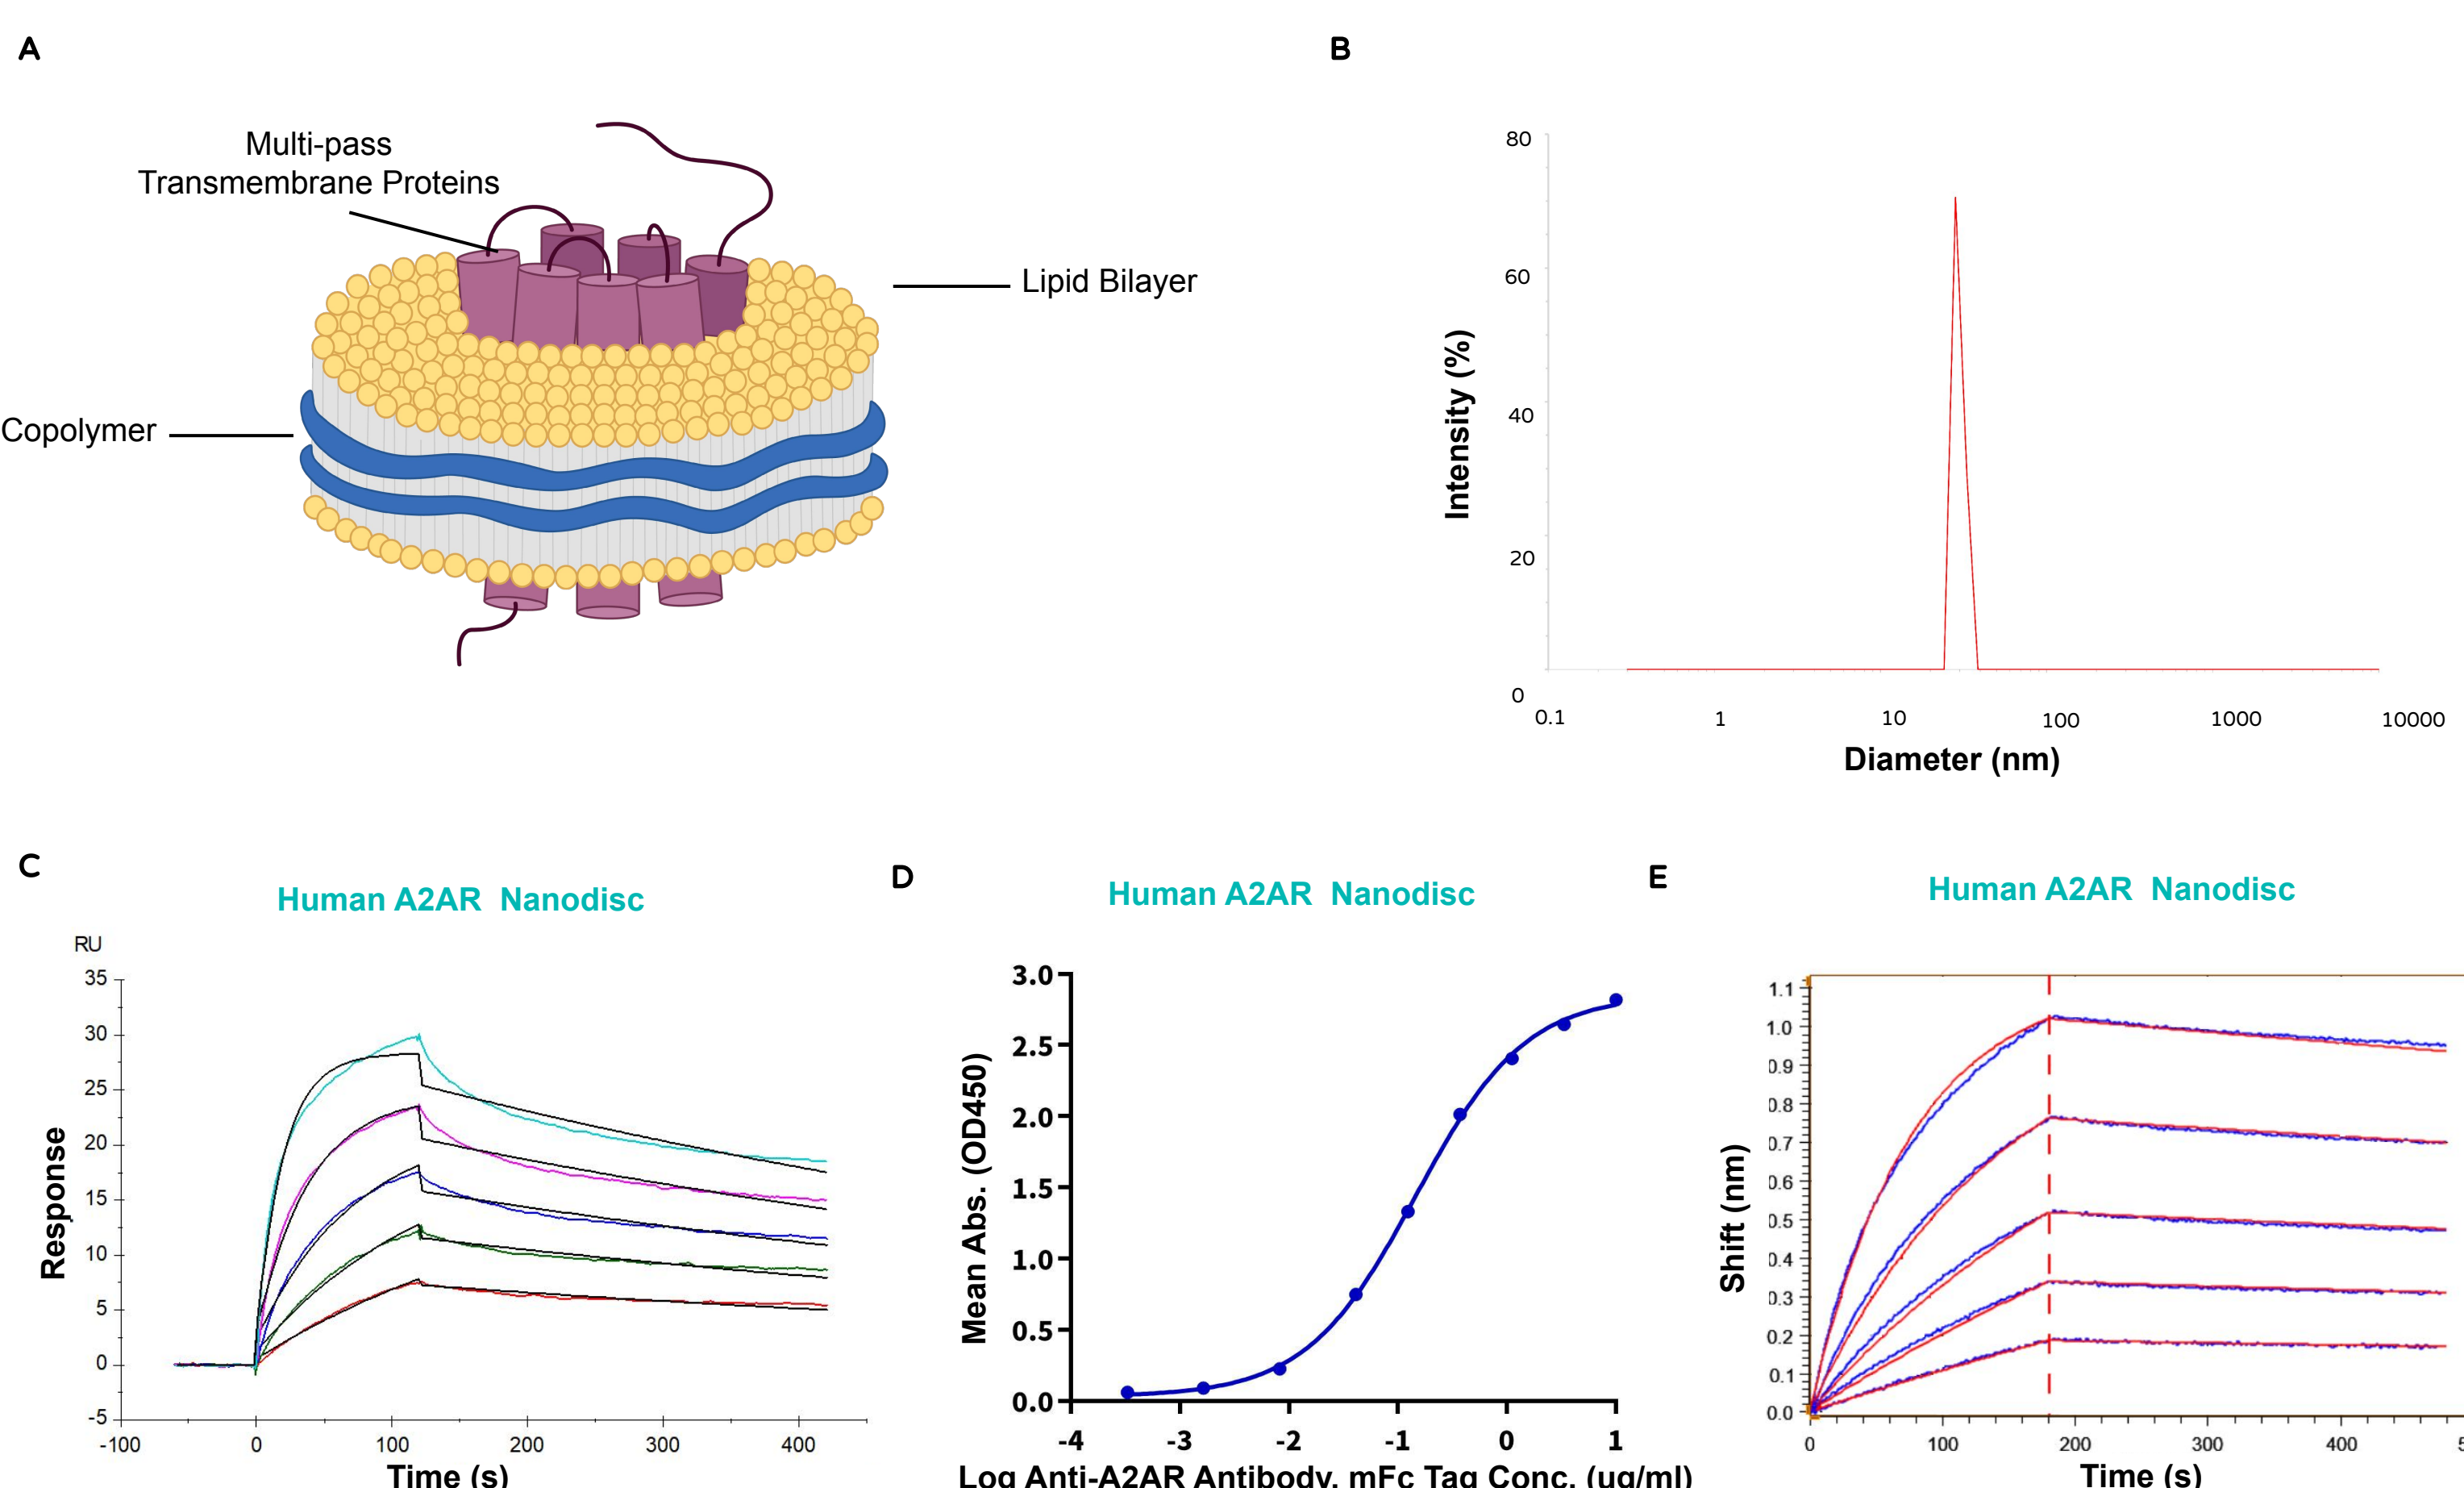 A
Multi-pass
Transmembrane Proteins
Lipid Bilayer
Copolymer
B
80
60
40
20
0
0.1 1 10 100 1000 10000
Intensity (%)
Diameter (nm)
C
Human A2AR Nanodisc
RU
35
30
25
20
15
10
5
0
-5
-100 0 100 200 300 400
Response
Time (s)
D
Human A2AR Nanodisc
3.0
2.5
2.0
1.5
1.0
0.5
0.0
-4 -3 -2 -1 0 1
Mean Abs. (OD450)
Log Anti-A2AR Antibody, mFc Tag Conc. (ug/ml)
E
Human A2AR Nanodisc
1.1
1.0
0.9
0.8
0.7
0.6
0.5
0.4
0.3
0.2
0.1
0.0
0 100 200 300 400
Shift (nm)
Time (s)